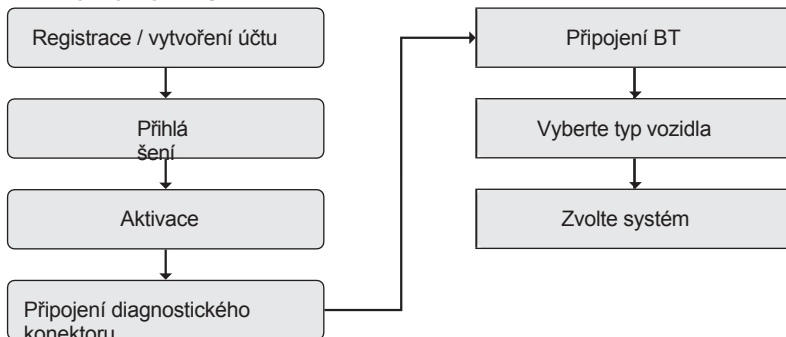 Registrace / vytvoření účtu
Přihlá
šení
Aktivace
Připojení diagnostického
konektoru
Připojení BT
Vyberte typ vozidla
Zvolte systém